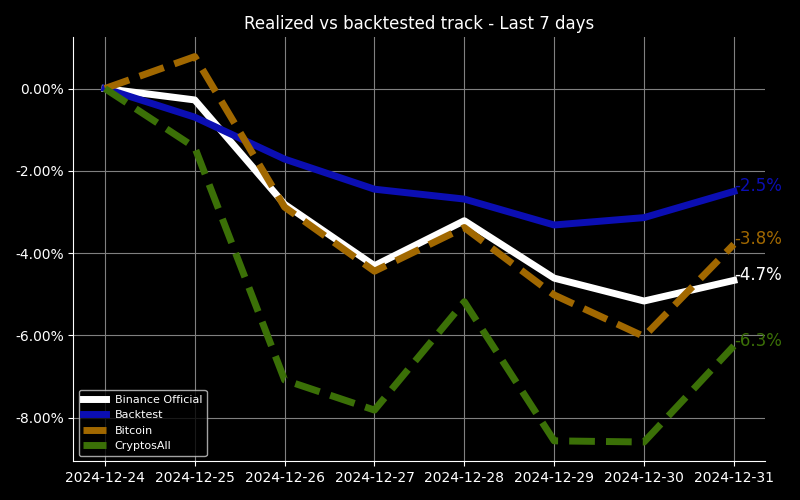 Realized vs backtested track - Last 7 days
0.00%
-2.00%
-4.00%
-6.00%
-8.00%
-2.5%
-3.8%
-4.7%
-6.3%
Binance Official
Backtest
Bitcoin
CryptosAll
2024-12-24 2024-12-25 2024-12-26 2024-12-27 2024-12-28 2024-12-29 2024-12-30 2024-12-31